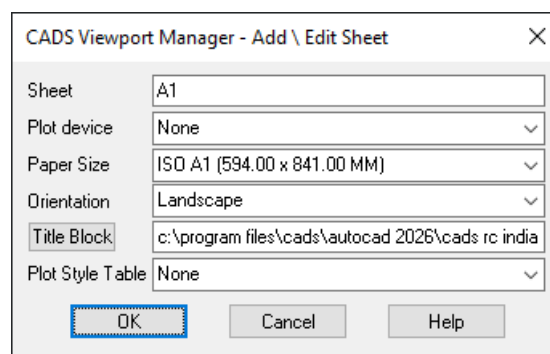 CADS Viewport Manager - Add \ Edit Sheet
Sheet A1
Plot device None
Paper Size ISO A1 (594.00 x 841.00 MM)
Orientation Landscape
Title Block c:\program files\cads\autocad 2026\cads rc india
Plot Style Table None
OK Cancel Help